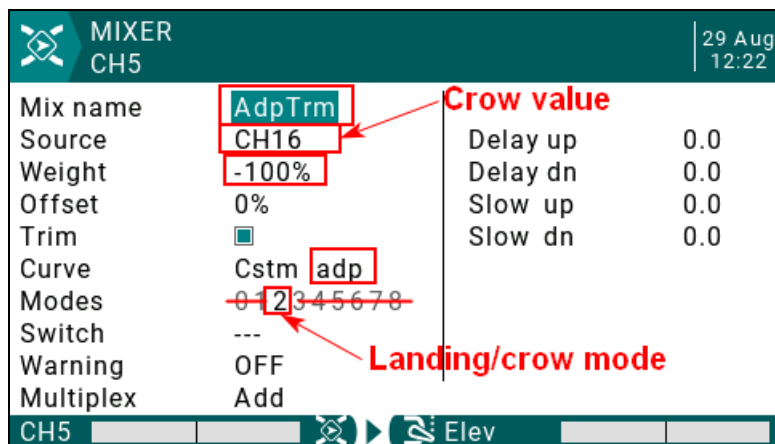 MIXER
CH5
29 Aug
12:22
Crow value
Mix name AdpTrm
Source CH16 Delay up 0.0
Weight -100% Delay dn 0.0
Offset 0% Slow up 0.0
Trim Slow dn 0.0
Curve Cstm adp
Modes 012345678
Switch ---
Landing/crow mode
Warning OFF
Multiplex Add
CH5 Elev